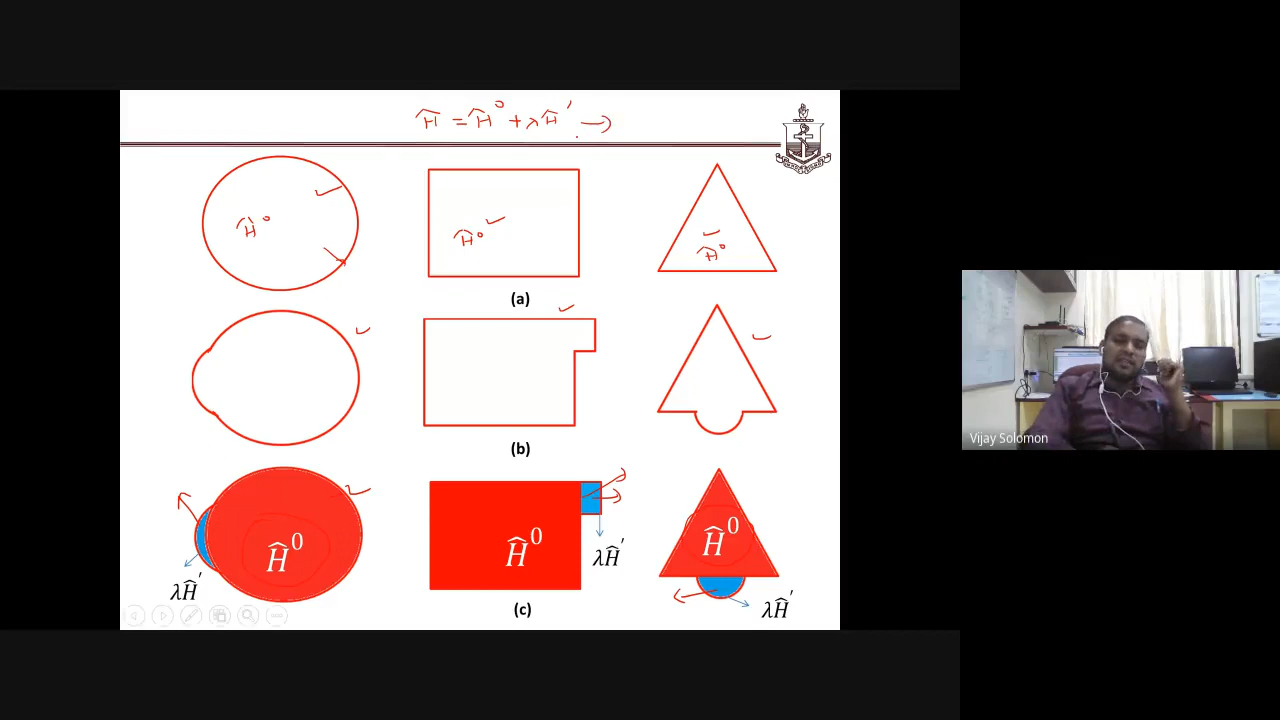 Ĥ = Ĥ⁰ + λĤ' →
Ĥ⁰ Ĥ⁰ Ĥ⁰
(a)
(b)
Ĥ⁰ Ĥ⁰ Ĥ⁰
λĤ' λĤ' λĤ'
(c)
Vijay Solomon